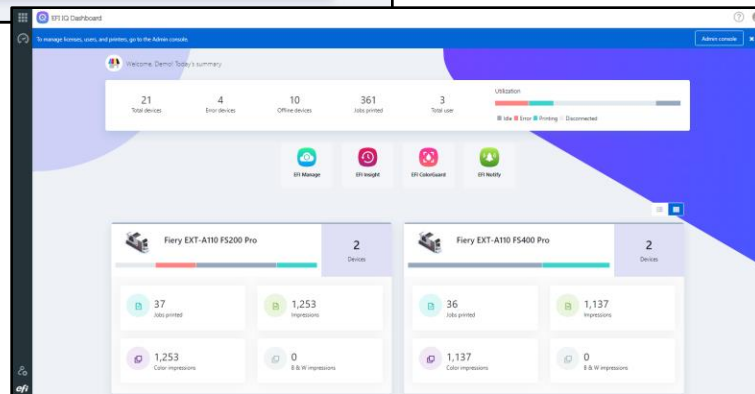 EFI IQ Dashboard
To manage licenses, users, and printers, go to the Admin console.
Admin console
Welcome, Demo! Today's summary
21
Total devices
4
Error devices
10
Offline devices
361
Jobs printed
3
Total user
Utilization
Idle Error Printing Disconnected
EFI Manage
EFI Insight
EFI ColorGuard
EFI Notify
Fiery EXT-A110 FS200 Pro
2
Devices
37
Jobs printed
1,253
Impressions
1,253
Color impressions
0
B & W impressions
Fiery EXT-A110 FS400 Pro
2
Devices
36
Jobs printed
1,137
Impressions
1,137
Color impressions
0
B & W impressions
efi